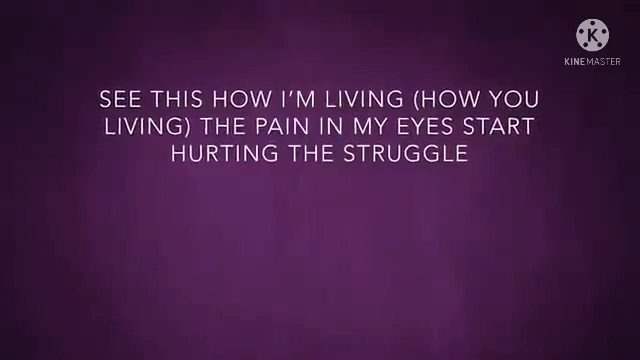 K
KINEMASTER
SEE THIS HOW I'M LIVING (HOW YOU
LIVING) THE PAIN IN MY EYES START
HURTING THE STRUGGLE